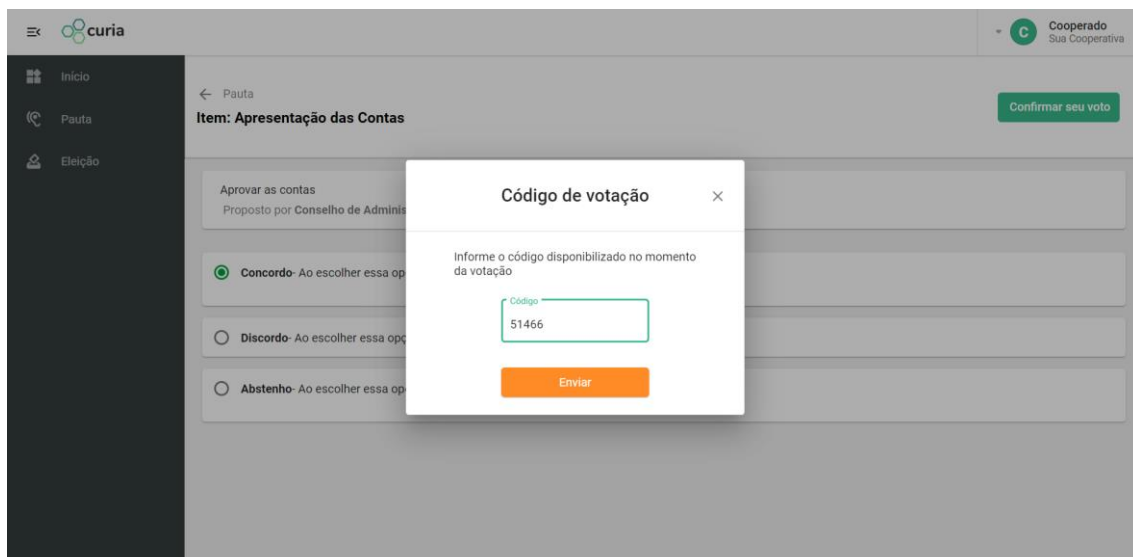 curia
Cooperado
Sua Cooperativa
Início
Pauta
Eleição
Pauta
Item: Apresentação das Contas
Confirmar seu voto
Aprovar as contas
Proposto por Conselho de Adminis
Concordo- Ao escolher essa op
Discordo- Ao escolher essa opç
Abstenho- Ao escolher essa op
Código de votação
Informe o código disponibilizado no momento
da votação
Código
51466
Enviar
C